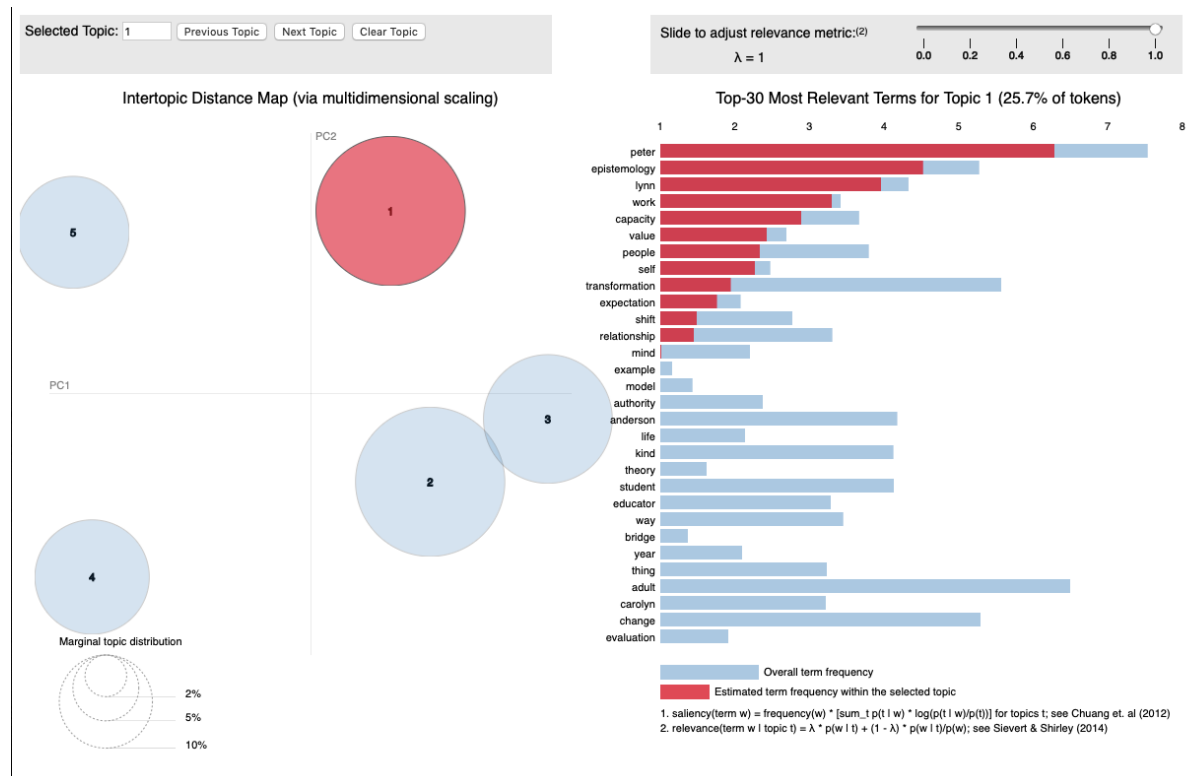 Selected Topic: 1 Previous Topic Next Topic Clear Topic
Slide to adjust relevance metric:(2)
λ = 1
0.0 0.2 0.4 0.6 0.8 1.0
Intertopic Distance Map (via multidimensional scaling)
PC2
PC1
1
5
3
2
4
Marginal topic distribution
2%
5%
10%
Top-30 Most Relevant Terms for Topic 1 (25.7% of tokens)
1 2 3 4 5 6 7 8
peter
epistemology
lynn
work
capacity
value
people
self
transformation
expectation
shift
relationship
mind
example
model
authority
anderson
life
kind
theory
student
educator
way
bridge
year
thing
adult
carolyn
change
evaluation
Overall term frequency
Estimated term frequency within the selected topic
1. saliency(term w) = frequency(w) * [sum_t p(t | w) * log(p(t | w)/p(t))] for topics t; see Chuang et. al (2012)
2. relevance(term w | topic t) = λ * p(w | t) + (1 - λ) * p(w | t)/p(w); see Sievert & Shirley (2014)